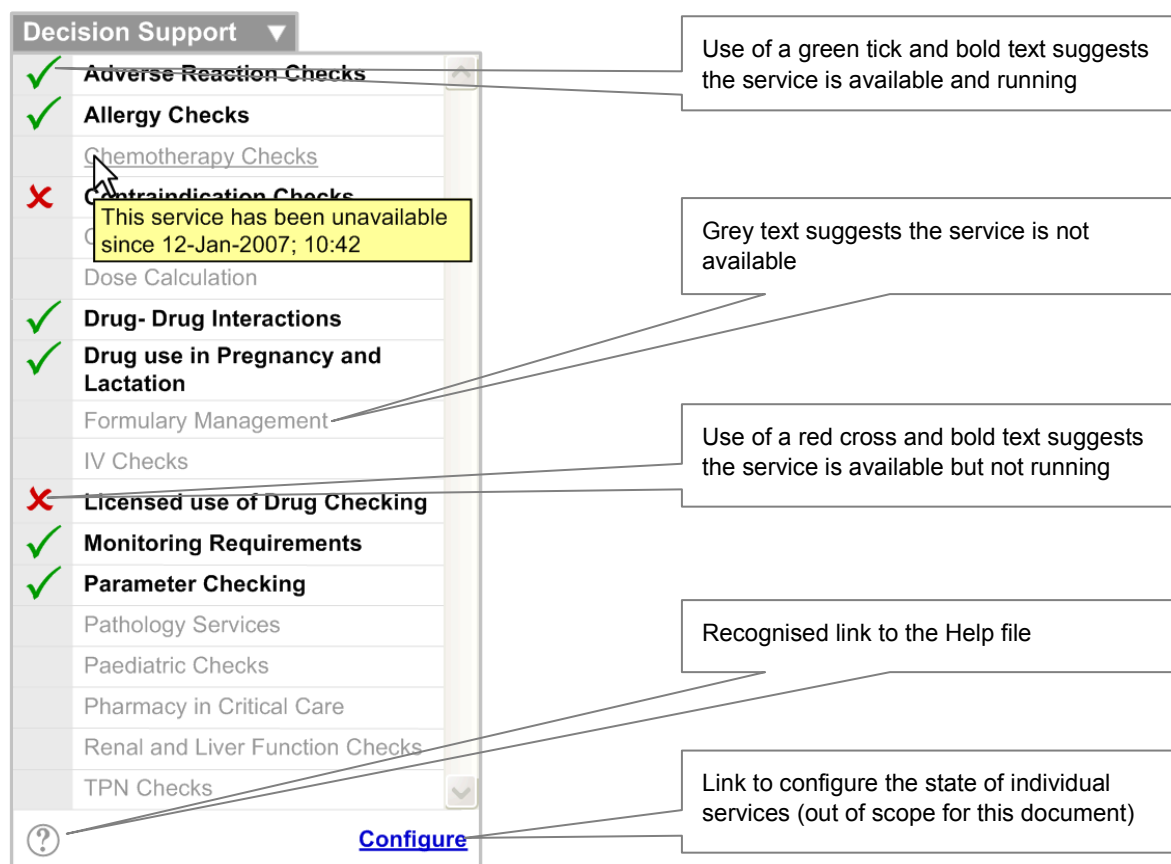 Decision Support
Adverse Reaction Checks
Allergy Checks
Chemotherapy Checks
Contraindication Checks
This service has been unavailable
since 12-Jan-2007; 10:42
Dose Calculation
Drug- Drug Interactions
Drug use in Pregnancy and
Lactation
Formulary Management
IV Checks
Licensed use of Drug Checking
Monitoring Requirements
Parameter Checking
Pathology Services
Paediatric Checks
Pharmacy in Critical Care
Renal and Liver Function Checks
TPN Checks
?
Configure
Use of a green tick and bold text suggests
the service is available and running
Grey text suggests the service is not
available
Use of a red cross and bold text suggests
the service is available but not running
Recognised link to the Help file
Link to configure the state of individual
services (out of scope for this document)